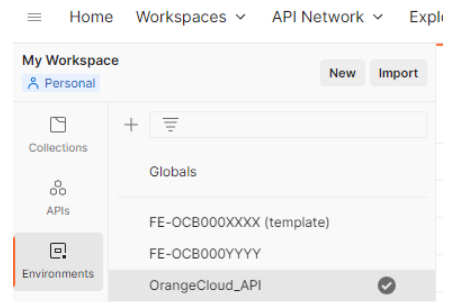 Home Workspaces API Network
My Workspace
New Import
Personal
Collections
Globals
APIs
FE-OCB000XXXX (template)
FE-OCB000YYYY
Environments
OrangeCloud_API